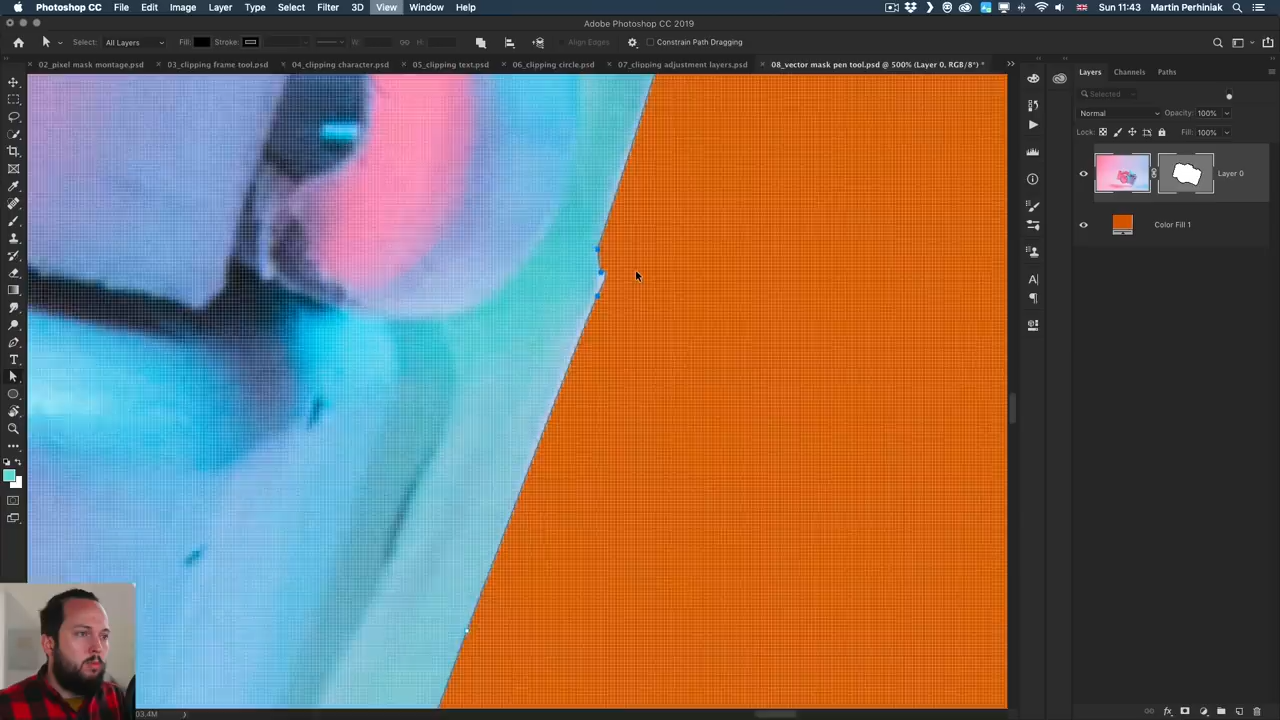 Photoshop CC File Edit Image Layer Type Select Filter 3D View Window Help Sun 11:43 Martin Perhiniak
Adobe Photoshop CC 2019
Select: All Layers Fill: Stroke: W: H: Align Edges Constrain Path Dragging
02_pixel mask montage.psd 03_clipping frame tool.psd 04_clipping character.psd 05_clipping text.psd 06_clipping circle.psd 07_clipping adjustment layers.psd 08_vector mask pen tool.psd @ 500% (Layer 0, RGB/8*) *
Layers Channels Paths
Selected
Normal Opacity: 100%
Lock: Fill: 100%
Layer 0
Color Fill 1
03.4M